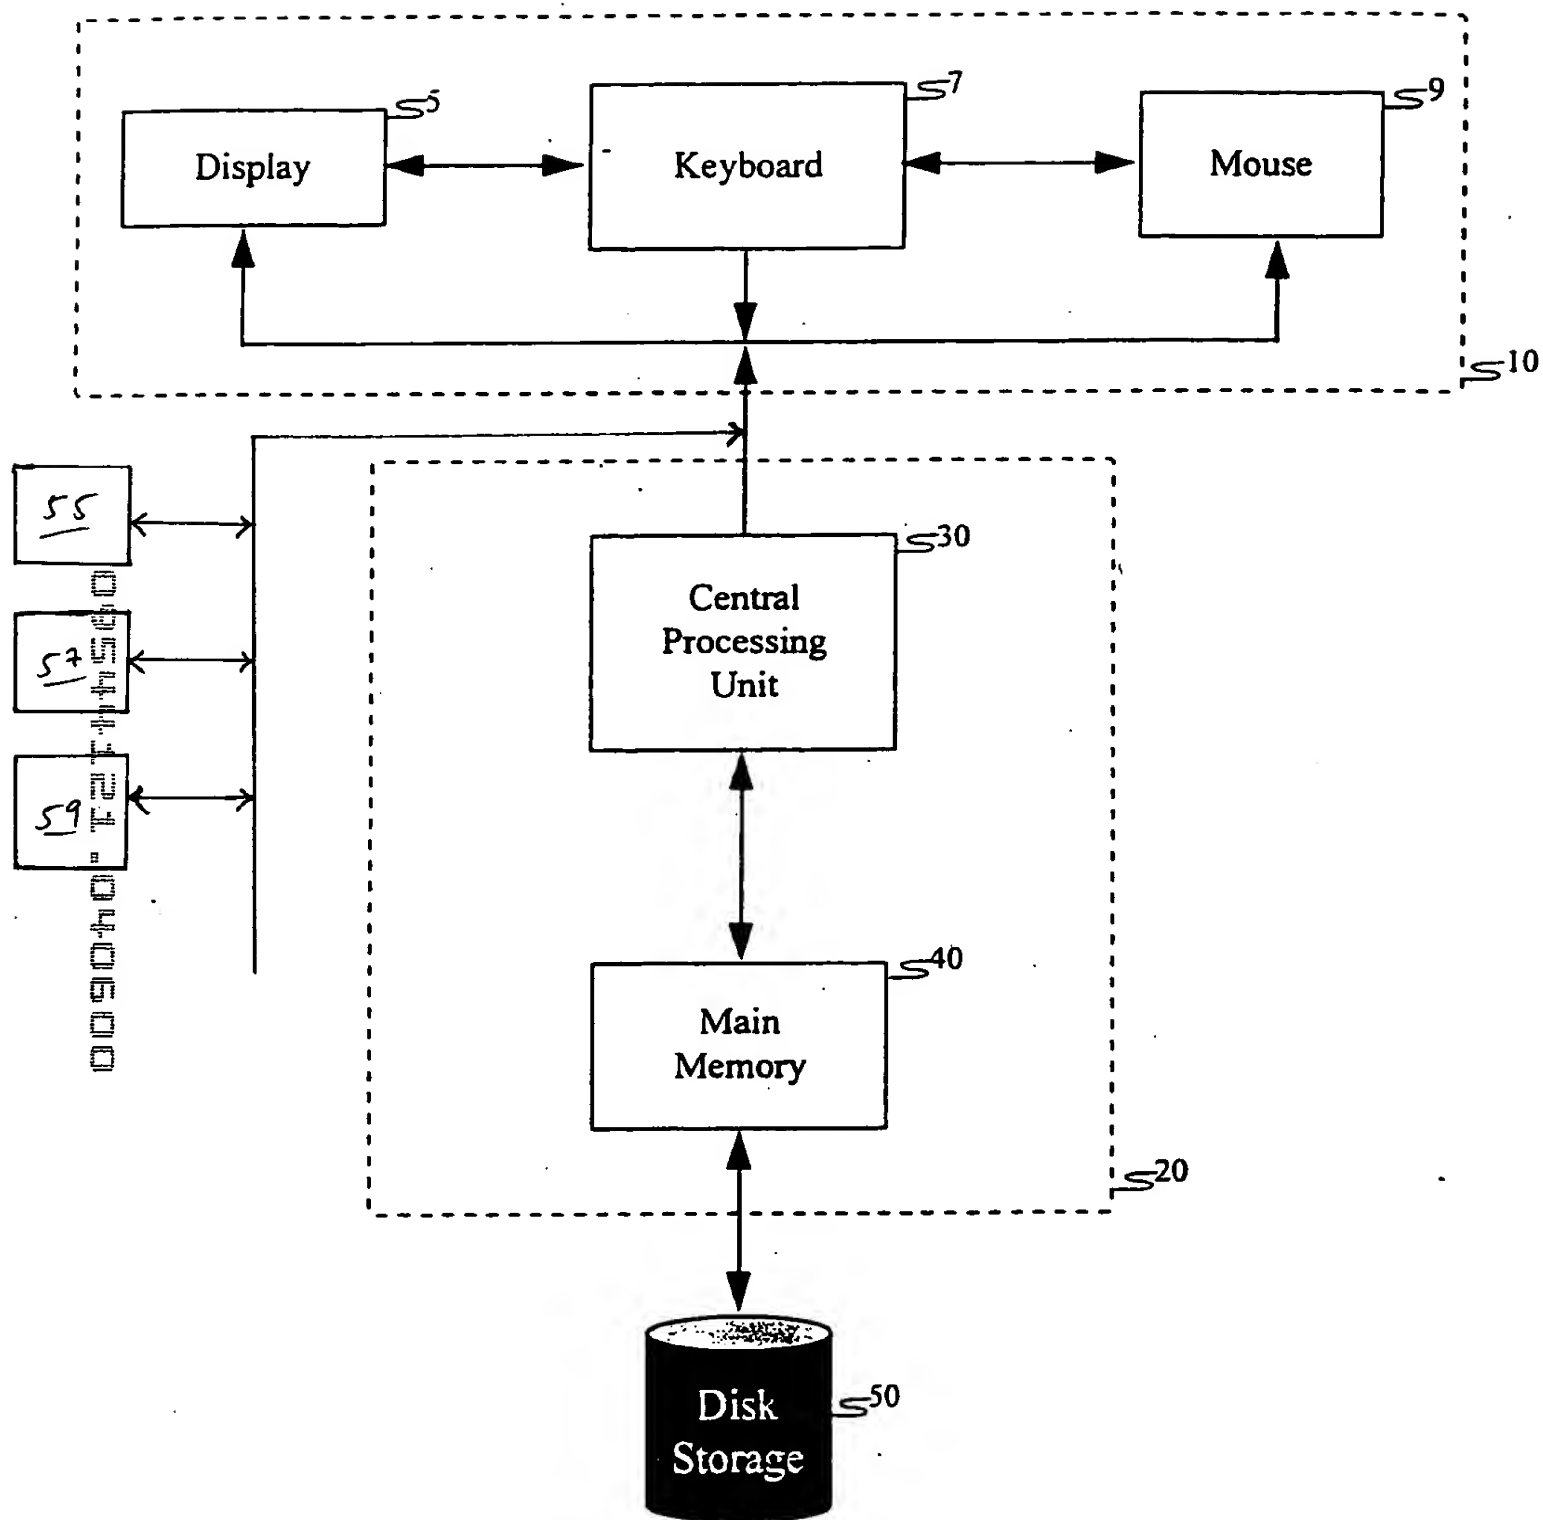 5
7
9
Display
Keyboard
Mouse
10
55
57
59
30
Central
Processing
Unit
40
Main
Memory
20
50
Disk
Storage